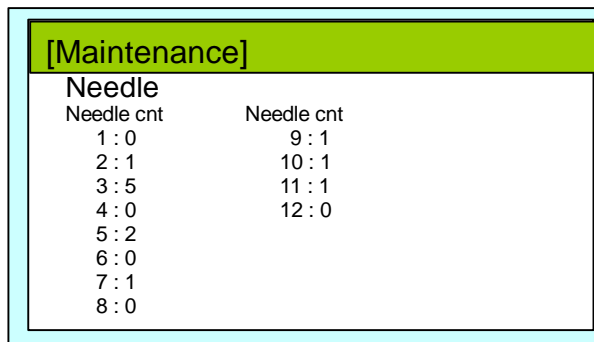 [Maintenance]
Needle
Needle cnt Needle cnt
1 : 0 9 : 1
2 : 1 10 : 1
3 : 5 11 : 1
4 : 0 12 : 0
5 : 2
6 : 0
7 : 1
8 : 0